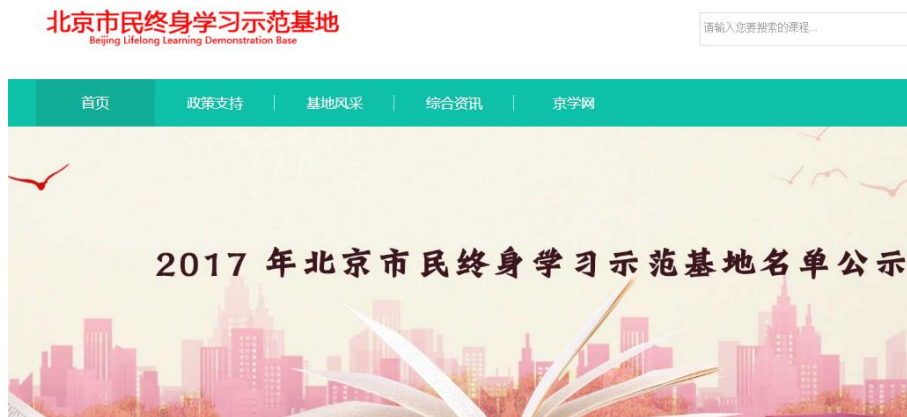 北京市民终身学习示范基地
Beijing Lifelong Learning Demonstration Base
请输入您要搜索的课程...
首页 政策支持 基地风采 综合资讯 京学网
2017 年北京市民终身学习示范基地名单公示